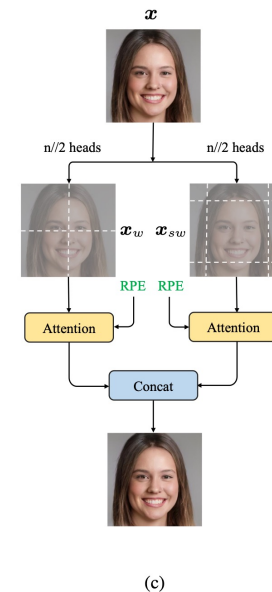 x
n//2 heads n//2 heads
x_w x_sw
RPE RPE
Attention Attention
Concat
(c)